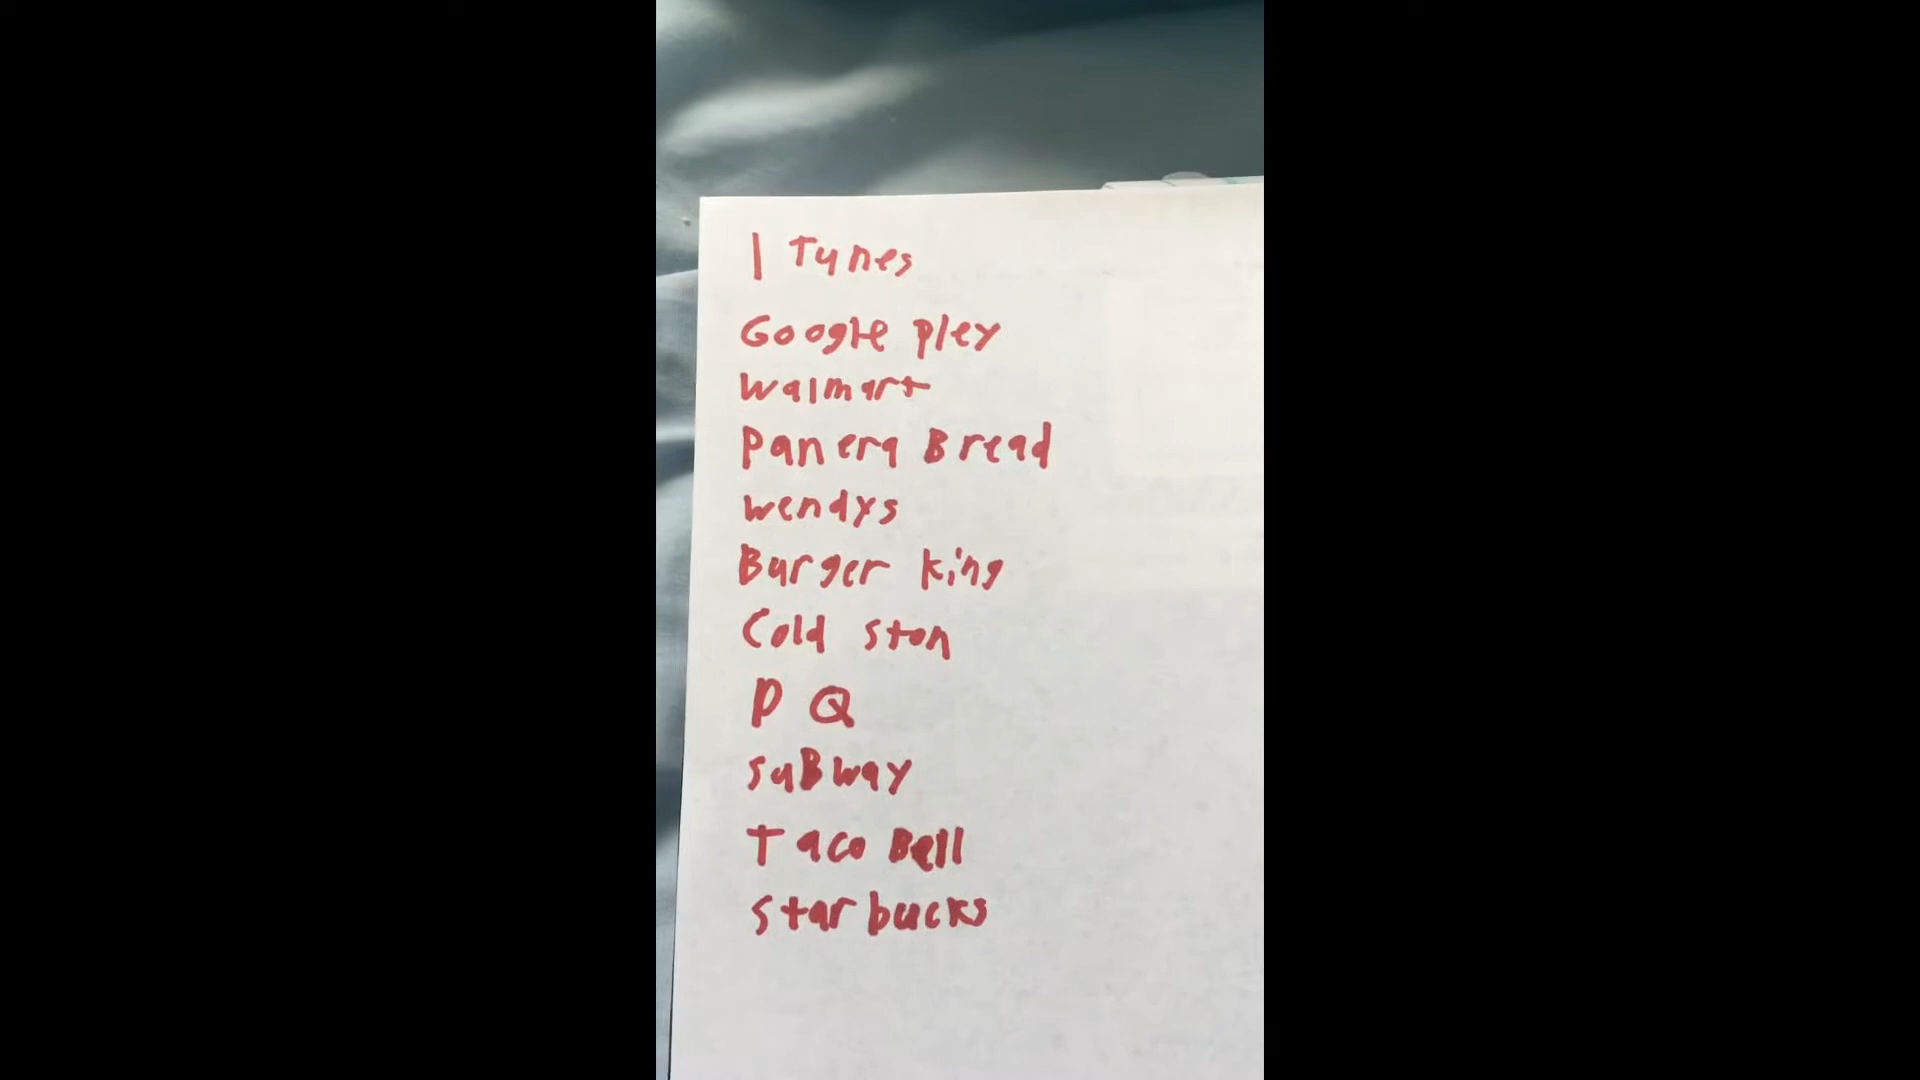 I Tunes
Google pley
Walmart
Panera Bread
wendys
Burger king
Cold ston
D Q
suBway
Taco Bell
starbucks